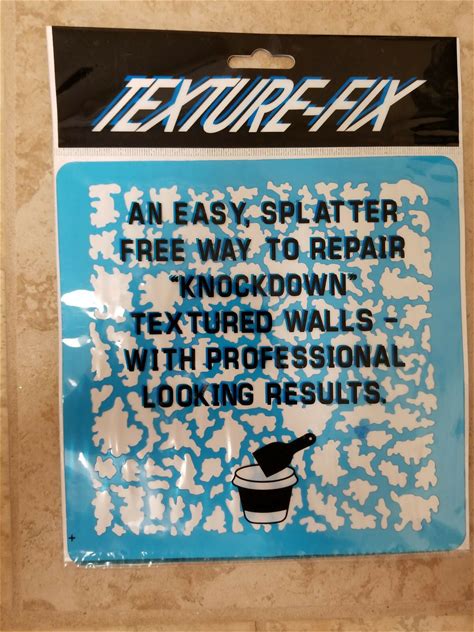 TEXTURE-FIX
AN EASY, SPLATTER
FREE WAY TO REPAIR
"KNOCKDOWN"
TEXTURED WALLS –
WITH PROFESSIONAL
LOOKING RESULTS.